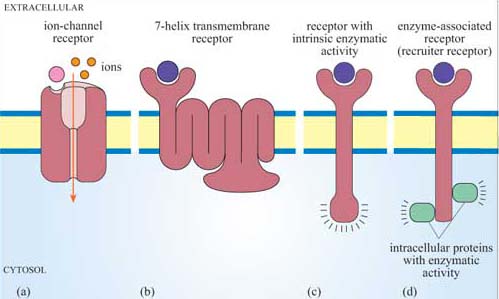 EXTRACELLULAR
ion-channel
receptor
ions
7-helix transmembrane
receptor
receptor with
intrinsic enzymatic
activity
enzyme-associated
receptor
(recruiter receptor)
intracellular proteins
with enzymatic
activity
CYTOSOL
(a)
(b)
(c)
(d)